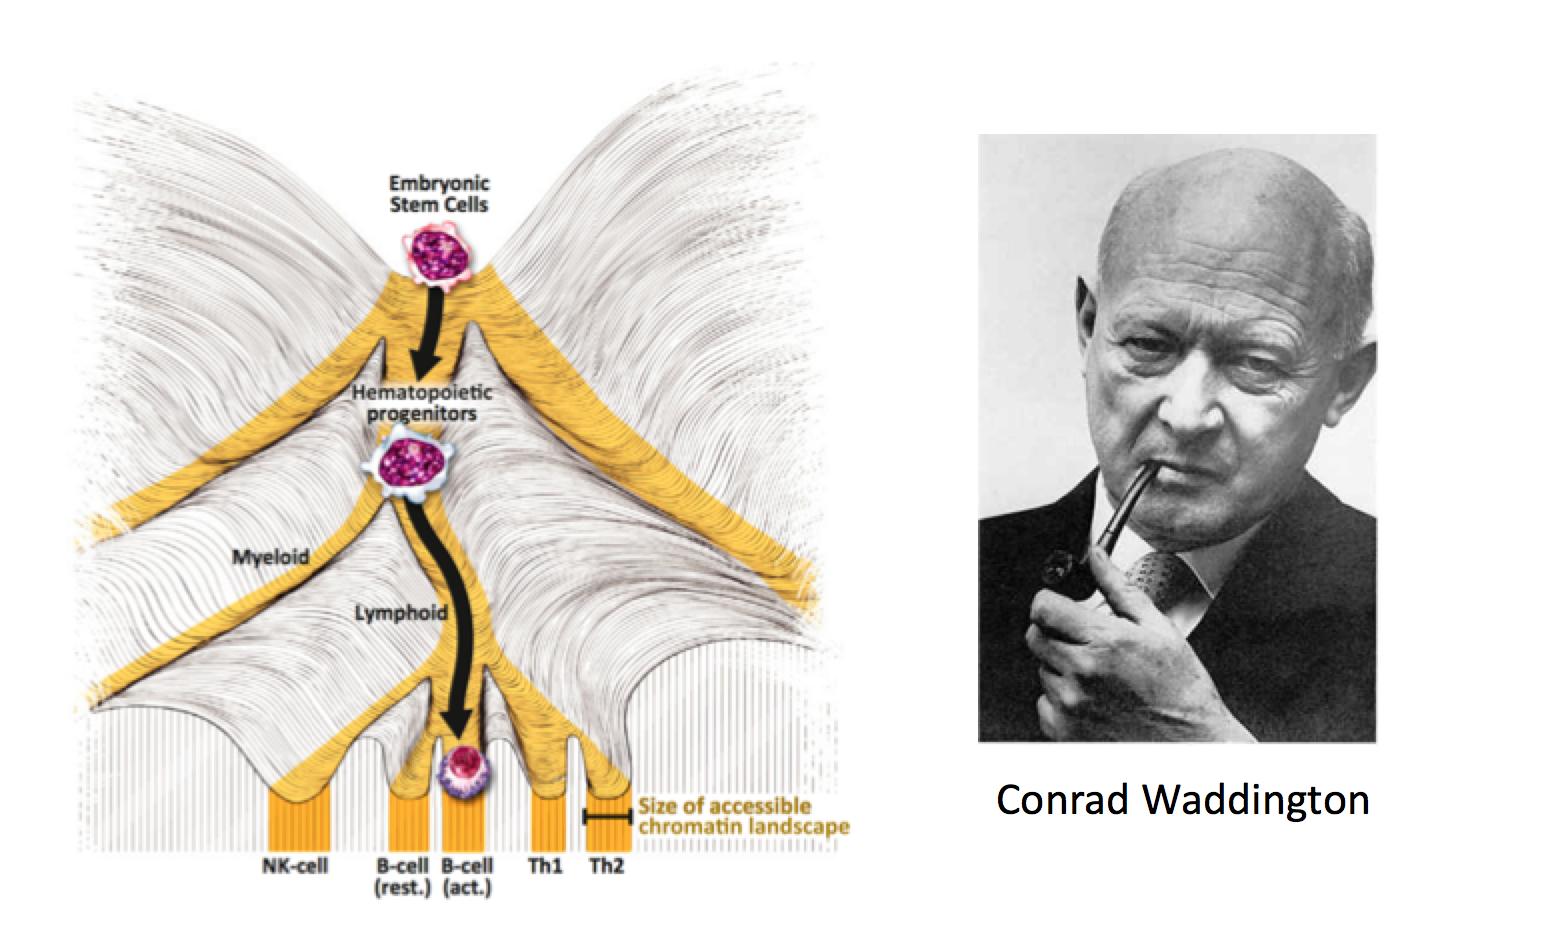 Embryonic
Stem Cells
Hematopoietic
progenitors
Myeloid
Lymphoid
Size of accessible
chromatin landscape
NK-cell
B-cell
(rest.)
B-cell
(act.)
Th1
Th2
Conrad Waddington